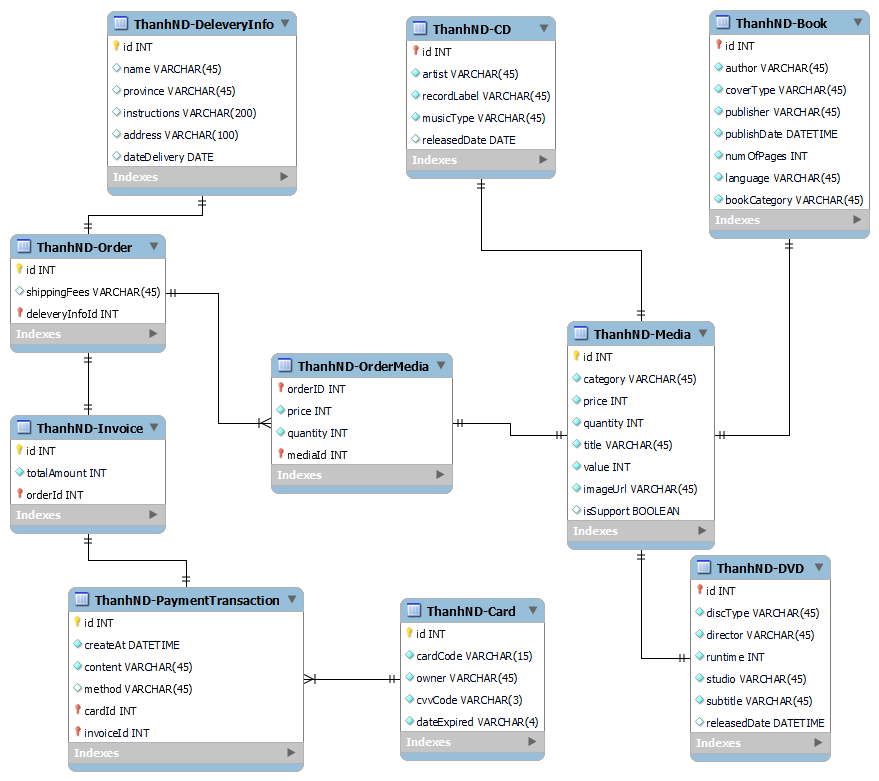 ThanhND-DeleveryInfo
id INT
name VARCHAR(45)
province VARCHAR(45)
instructions VARCHAR(200)
address VARCHAR(100)
dateDelivery DATE
Indexes
ThanhND-CD
id INT
artist VARCHAR(45)
recordLabel VARCHAR(45)
musicType VARCHAR(45)
releasedDate DATE
Indexes
ThanhND-Book
id INT
author VARCHAR(45)
coverType VARCHAR(45)
publisher VARCHAR(45)
publishDate DATETIME
numOfPages INT
language VARCHAR(45)
bookCategory VARCHAR(45)
Indexes
ThanhND-Order
id INT
shippingFees VARCHAR(45)
deleveryInfoId INT
Indexes
ThanhND-OrderMedia
orderID INT
price INT
quantity INT
mediaId INT
Indexes
ThanhND-Media
id INT
category VARCHAR(45)
price INT
quantity INT
title VARCHAR(45)
value INT
imageUrl VARCHAR(45)
isSupport BOOLEAN
Indexes
ThanhND-Invoice
id INT
totalAmount INT
orderId INT
Indexes
ThanhND-PaymentTransaction
id INT
createAt DATETIME
content VARCHAR(45)
method VARCHAR(45)
cardId INT
invoiceId INT
Indexes
ThanhND-Card
id INT
cardCode VARCHAR(15)
owner VARCHAR(45)
cvvCode VARCHAR(3)
dateExpired VARCHAR(4)
Indexes
ThanhND-DVD
id INT
discType VARCHAR(45)
director VARCHAR(45)
runtime INT
studio VARCHAR(45)
subtitle VARCHAR(45)
releasedDate DATETIME
Indexes